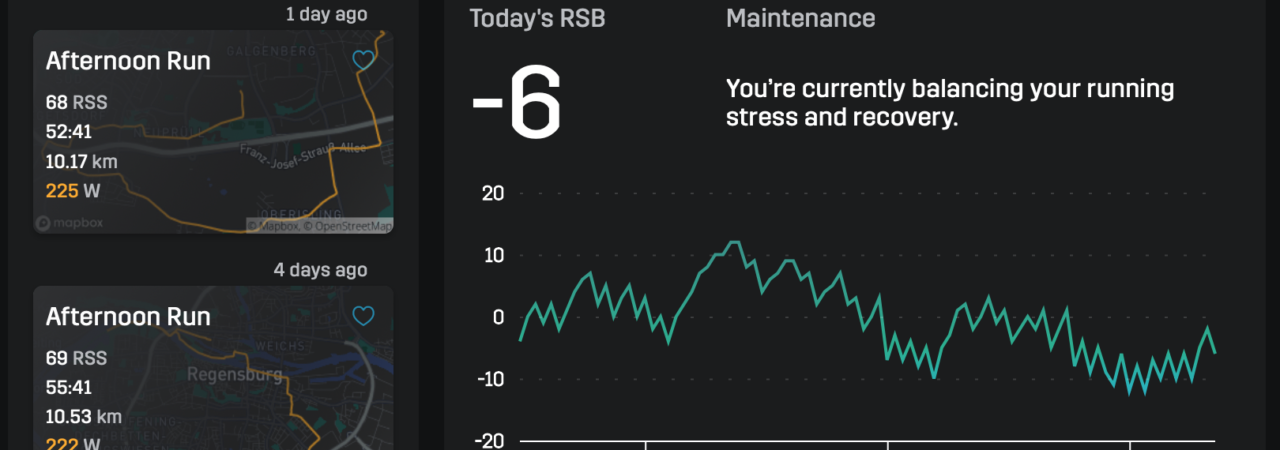 1 day ago
Afternoon Run
68 RSS
52:41
10.17 km
225 W
GALGENBERG
Franz-Josef-Strauß-Allee
OBERISLING
mapbox
© Mapbox, © OpenStreetMap
4 days ago
Afternoon Run
69 RSS
55:41
10.53 km
222 W
WEICHS
Regensburg
Today's RSB
-6
Maintenance
You're currently balancing your running
stress and recovery.
20
10
0
-10
-20